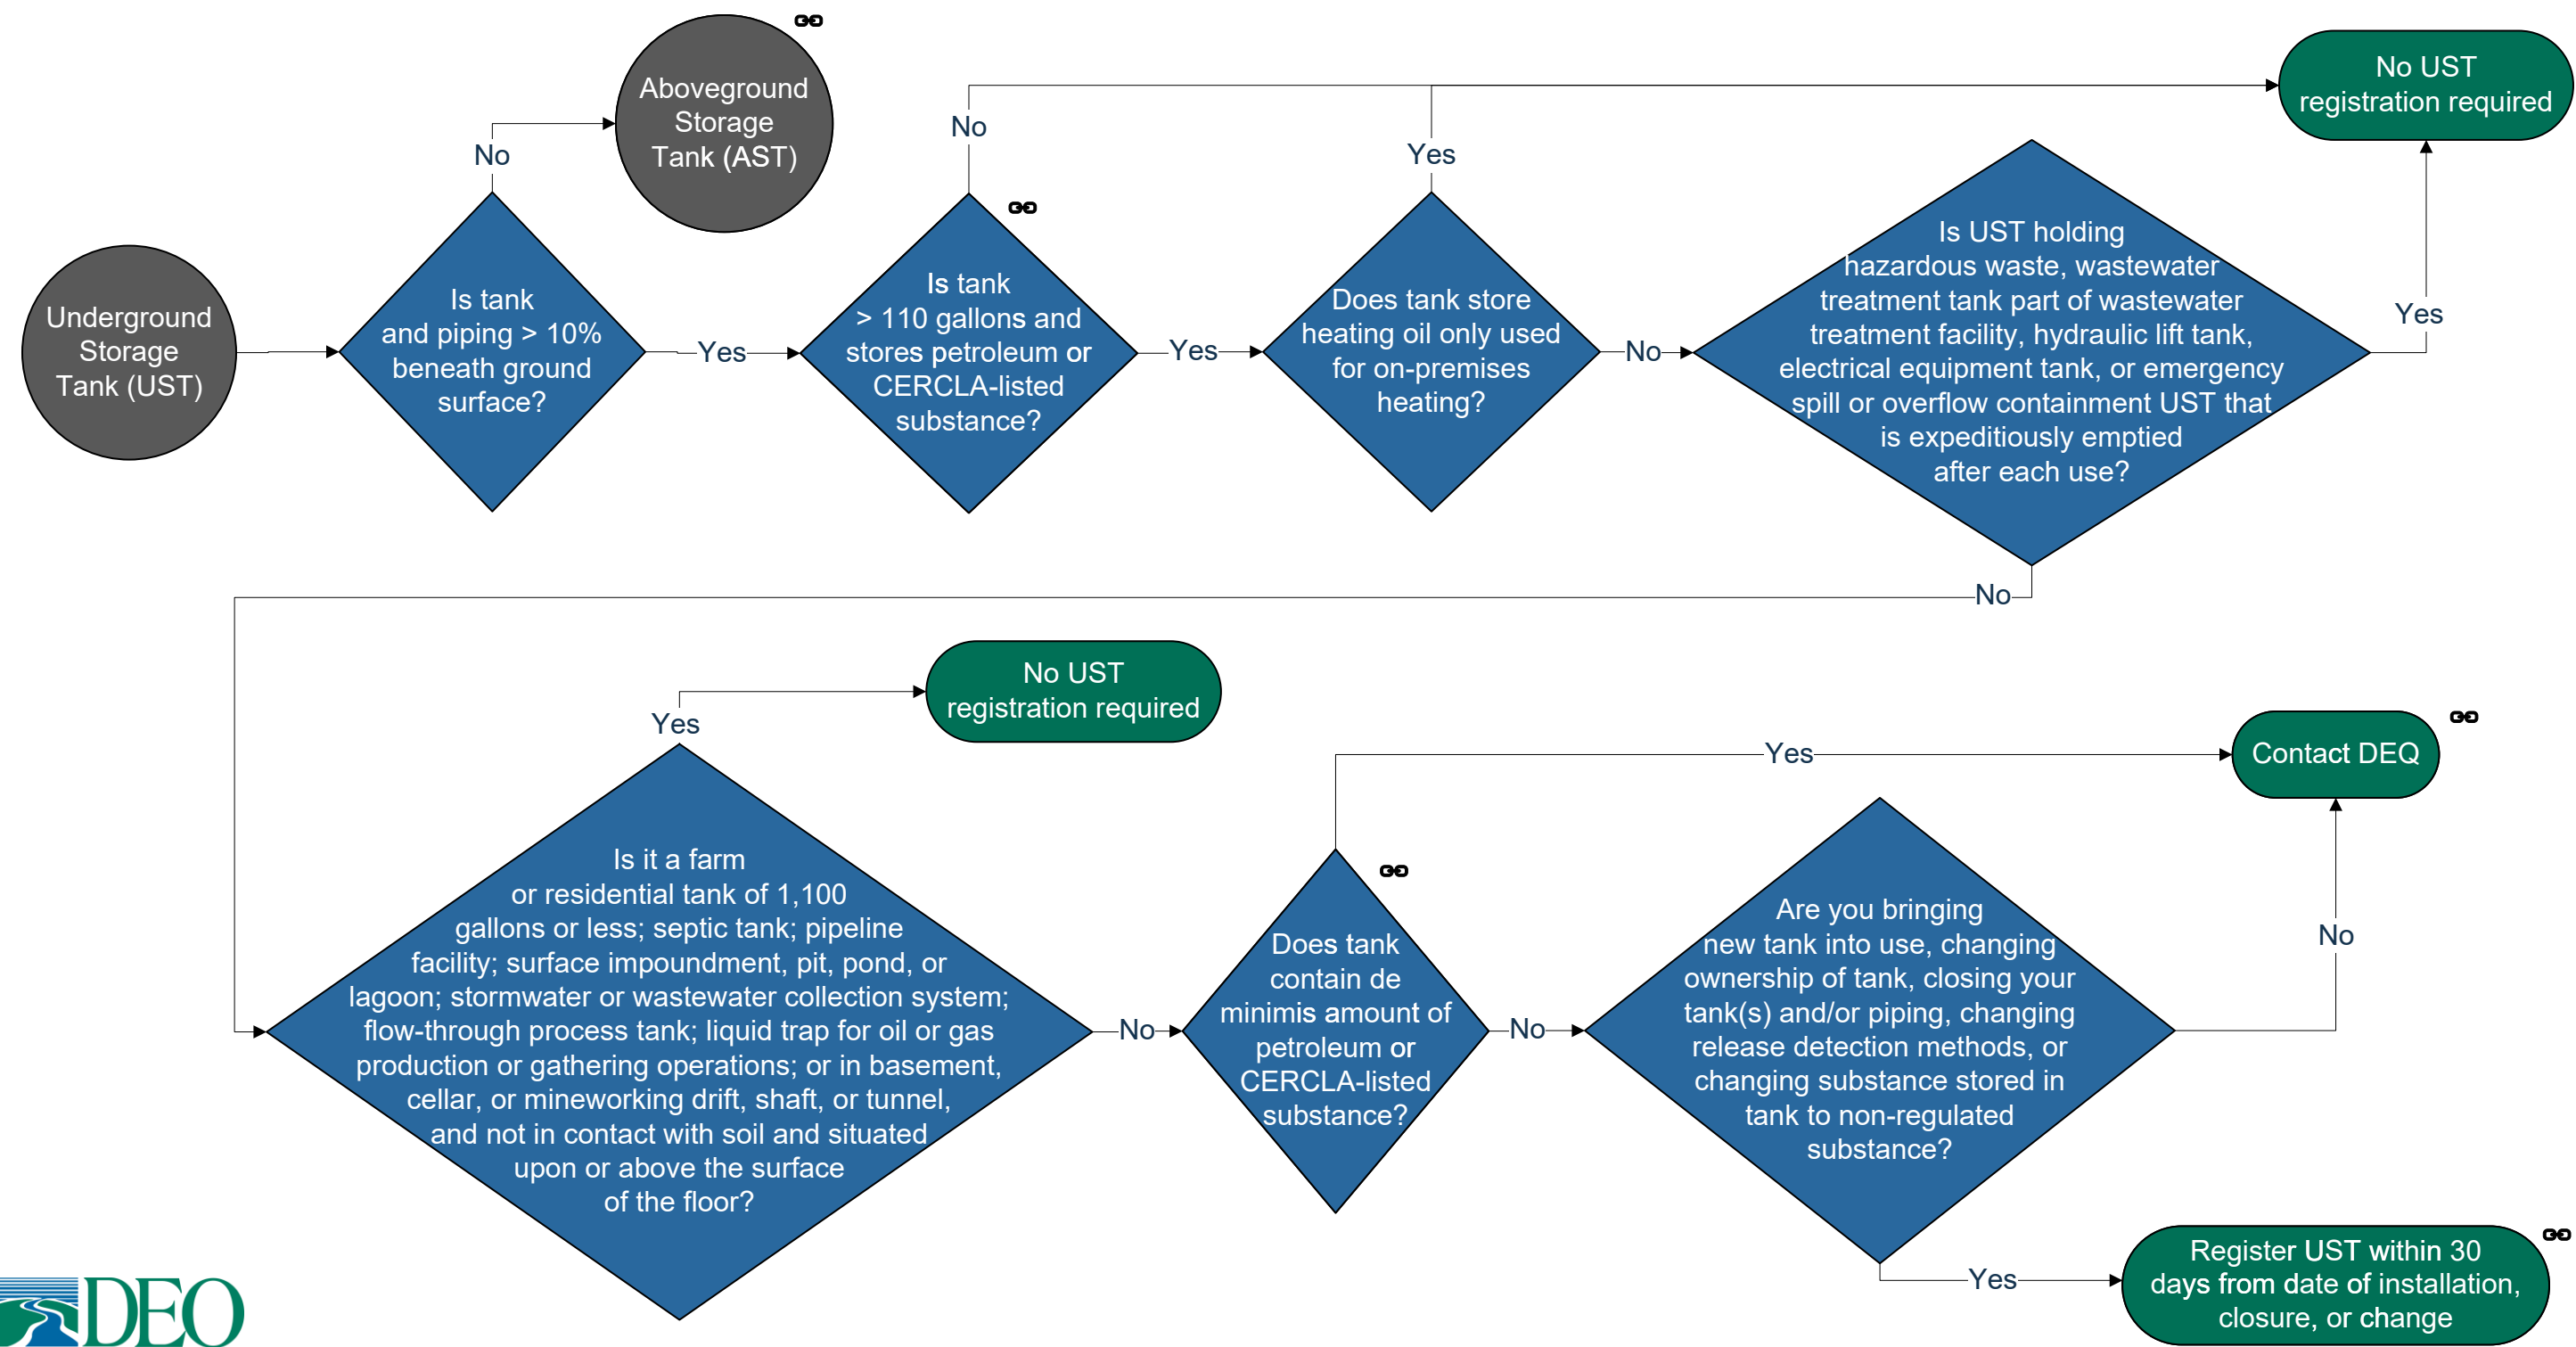 Underground
Storage
Tank (UST)
Is tank
and piping > 10%
beneath ground
surface?
No
Aboveground
Storage
Tank (AST)
Yes
Is tank
> 110 gallons and
stores petroleum or
CERCLA-listed
substance?
No
Yes
Does tank store
heating oil only used
for on-premises
heating?
Yes
No
Is UST holding
hazardous waste, wastewater
treatment tank part of wastewater
treatment facility, hydraulic lift tank,
electrical equipment tank, or emergency
spill or overflow containment UST that
is expeditiously emptied
after each use?
Yes
No UST
registration required
No
Is it a farm
or residential tank of 1,100
gallons or less; septic tank; pipeline
facility; surface impoundment, pit, pond, or
lagoon; stormwater or wastewater collection system;
flow-through process tank; liquid trap for oil or gas
production or gathering operations; or in basement,
cellar, or mineworking drift, shaft, or tunnel,
and not in contact with soil and situated
upon or above the surface
of the floor?
Yes
No UST
registration required
No
Does tank
contain de
minimis amount of
petroleum or
CERCLA-listed
substance?
Yes
Contact DEQ
No
Are you bringing
new tank into use, changing
ownership of tank, closing your
tank(s) and/or piping, changing
release detection methods, or
changing substance stored in
tank to non-regulated
substance?
No
Yes
Register UST within 30
days from date of installation,
closure, or change
DEQ